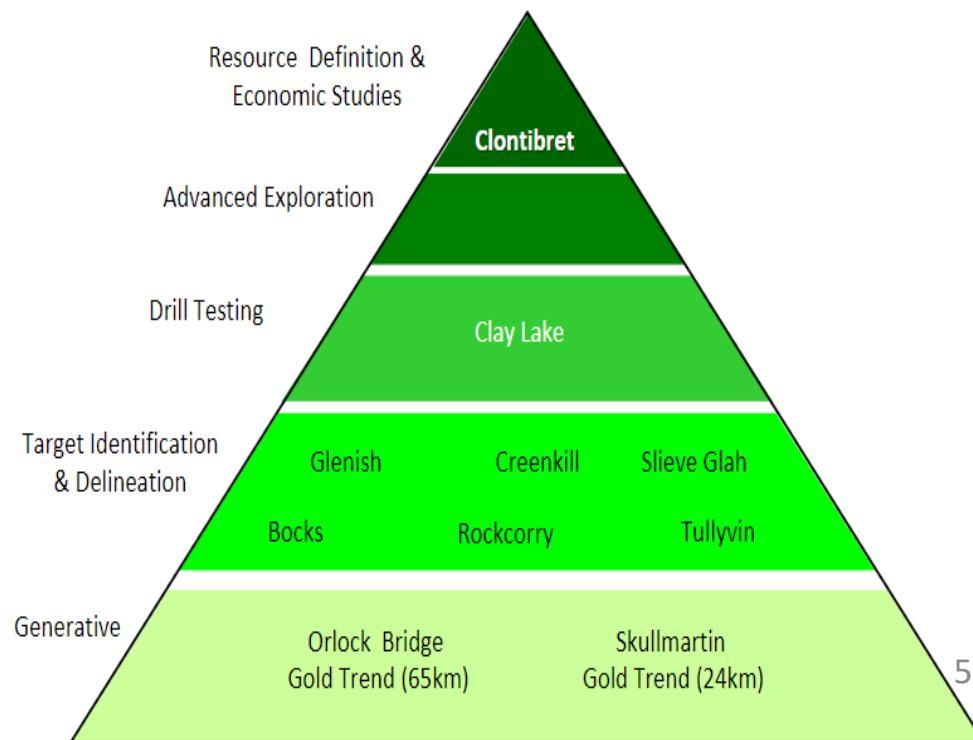 Resource Definition &
Economic Studies
Clontibret
Advanced Exploration
Drill Testing
Clay Lake
Target Identification
& Delineation
Glenish Creenkill Slieve Glah
Bocks Rockcorry Tullyvin
Generative
Orlock Bridge
Gold Trend (65km)
Skullmartin
Gold Trend (24km)
5